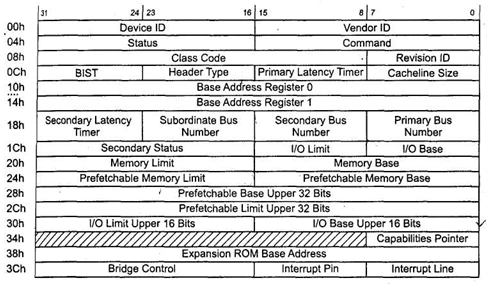 31 24 23 16 15 8 7 0
00h Device ID Vendor ID
04h Status Command
08h Class Code Revision ID
0Ch BIST Header Type Primary Latency Timer Cacheline Size
10h Base Address Register 0
14h Base Address Register 1
18h Secondary Latency Timer Subordinate Bus Number Secondary Bus Number Primary Bus Number
1Ch Secondary Status I/O Limit I/O Base
20h Memory Limit Memory Base
24h Prefetchable Memory Limit Prefetchable Memory Base
28h Prefetchable Base Upper 32 Bits
2Ch Prefetchable Limit Upper 32 Bits
30h I/O Limit Upper 16 Bits I/O Base Upper 16 Bits
34h Capabilities Pointer
38h Expansion ROM Base Address
3Ch Bridge Control Interrupt Pin Interrupt Line